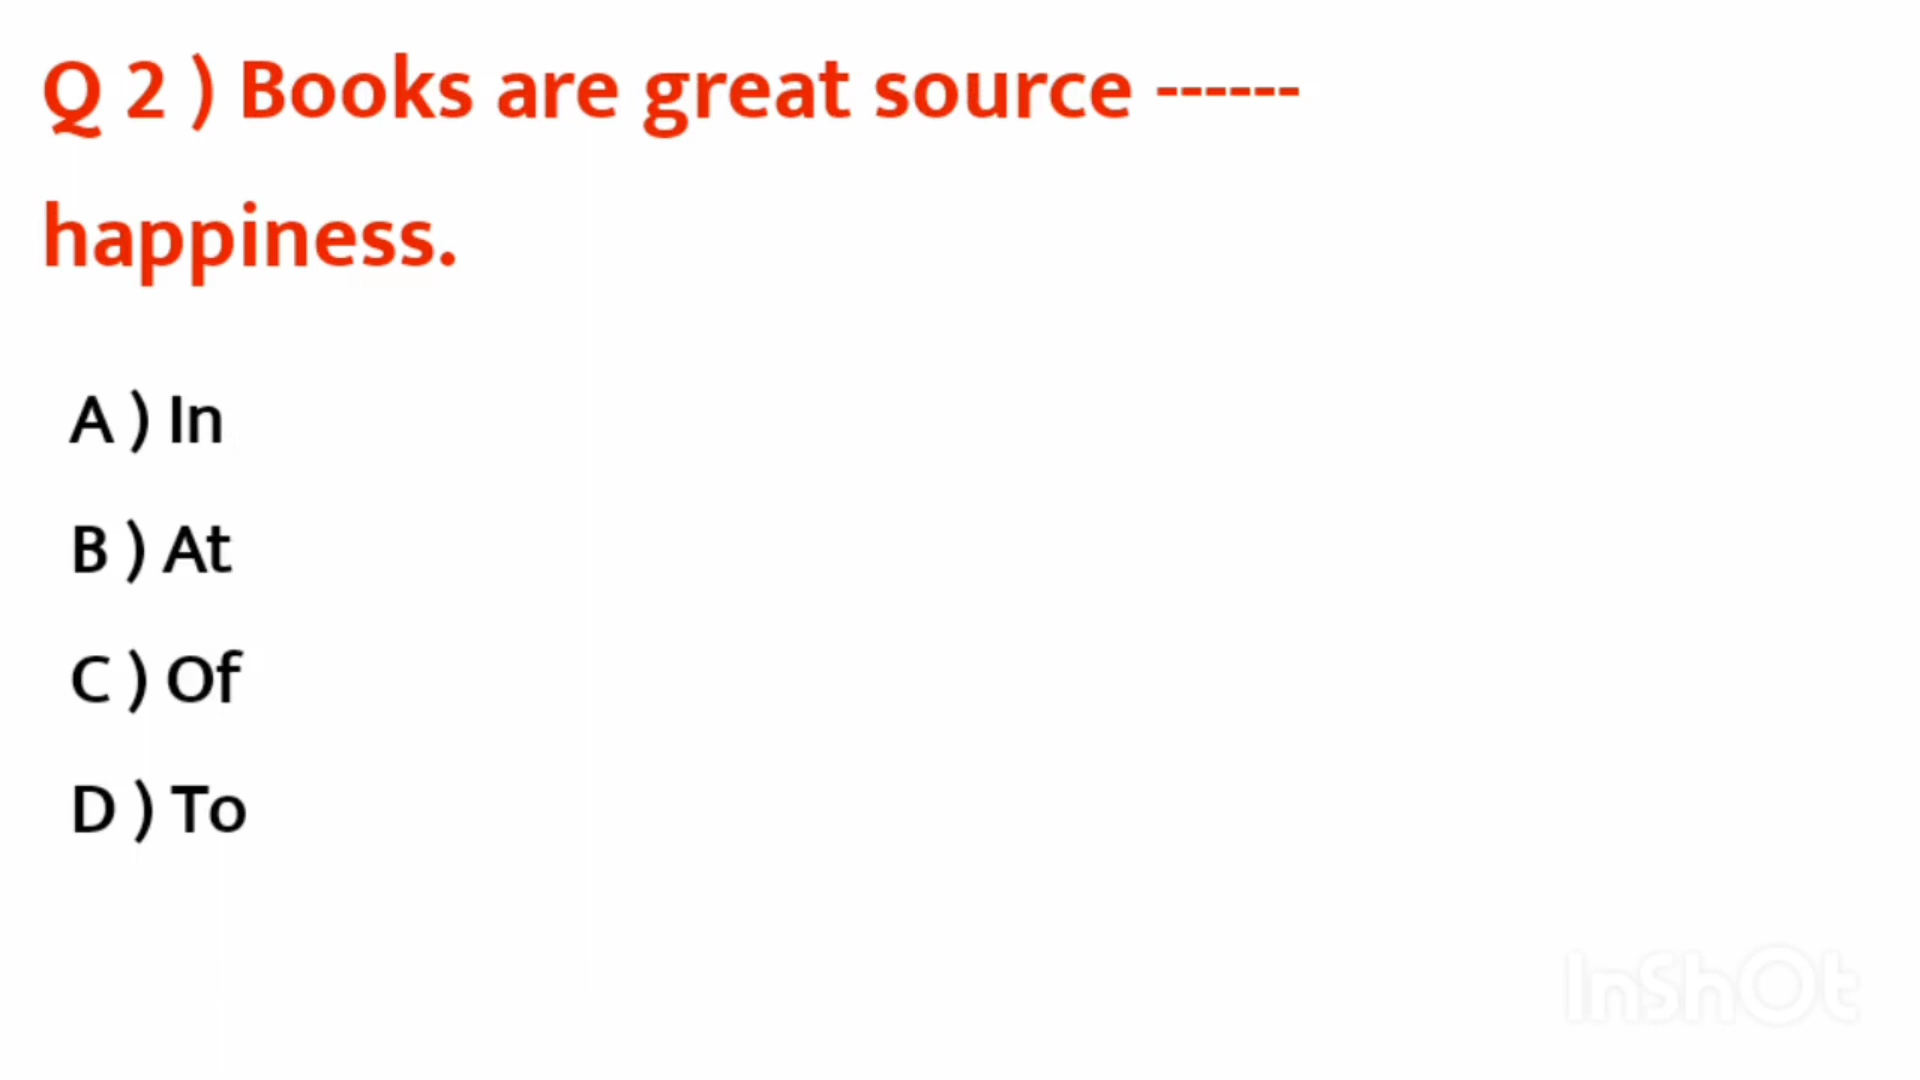 Q 2 ) Books are great source ------
happiness.
A ) In
B ) At
C ) Of
D ) To
InShOt